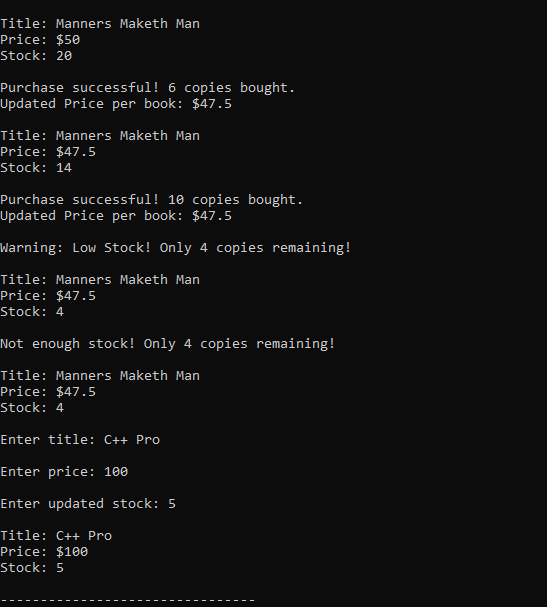 Title: Manners Maketh Man
Price: $50
Stock: 20
Purchase successful! 6 copies bought.
Updated Price per book: $47.5
Title: Manners Maketh Man
Price: $47.5
Stock: 14
Purchase successful! 10 copies bought.
Updated Price per book: $47.5
Warning: Low Stock! Only 4 copies remaining!
Title: Manners Maketh Man
Price: $47.5
Stock: 4
Not enough stock! Only 4 copies remaining!
Title: Manners Maketh Man
Price: $47.5
Stock: 4
Enter title: C++ Pro
Enter price: 100
Enter updated stock: 5
Title: C++ Pro
Price: $100
Stock: 5
--------------------------------